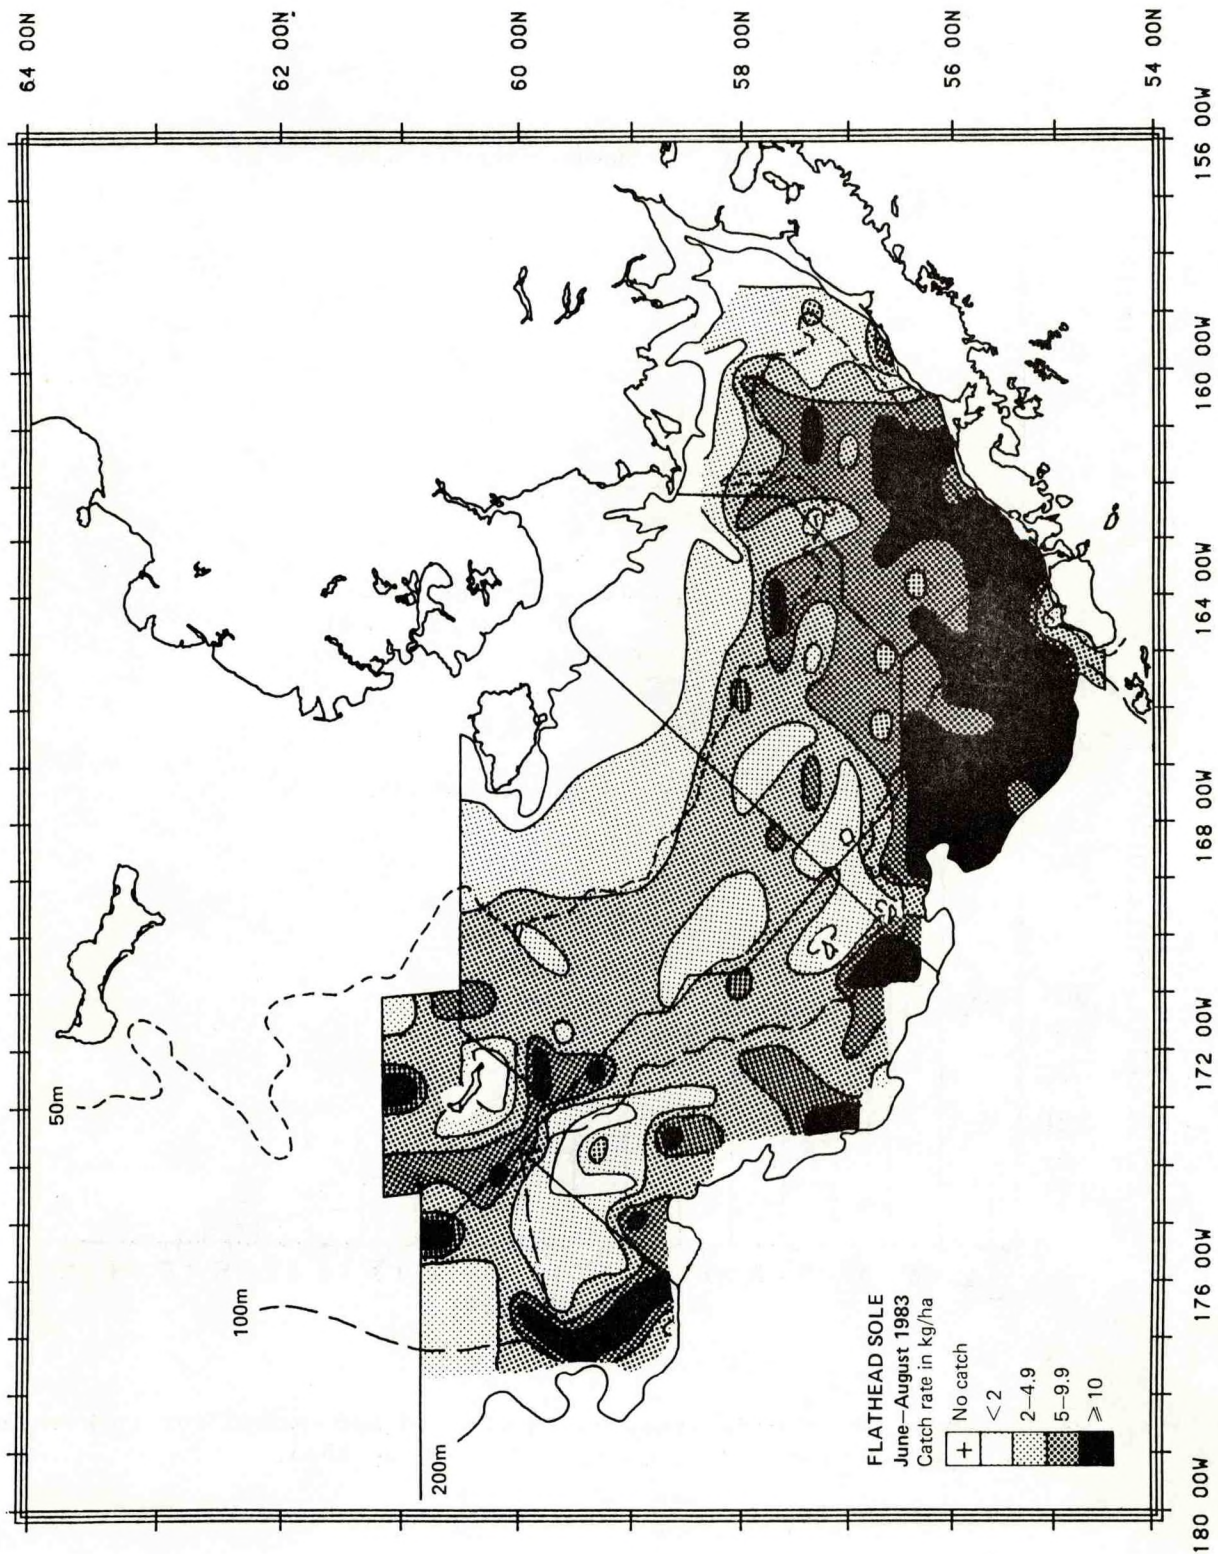 64 00N
62 00N
60 00N
58 00N
56 00N
54 00N
156 00W
160 00W
164 00W
168 00W
172 00W
176 00W
180 00W
50m
100m
200m
FLATHEAD SOLE
June–August 1983
Catch rate in kg/ha
+ No catch
< 2
2–4.9
5–9.9
≥ 10